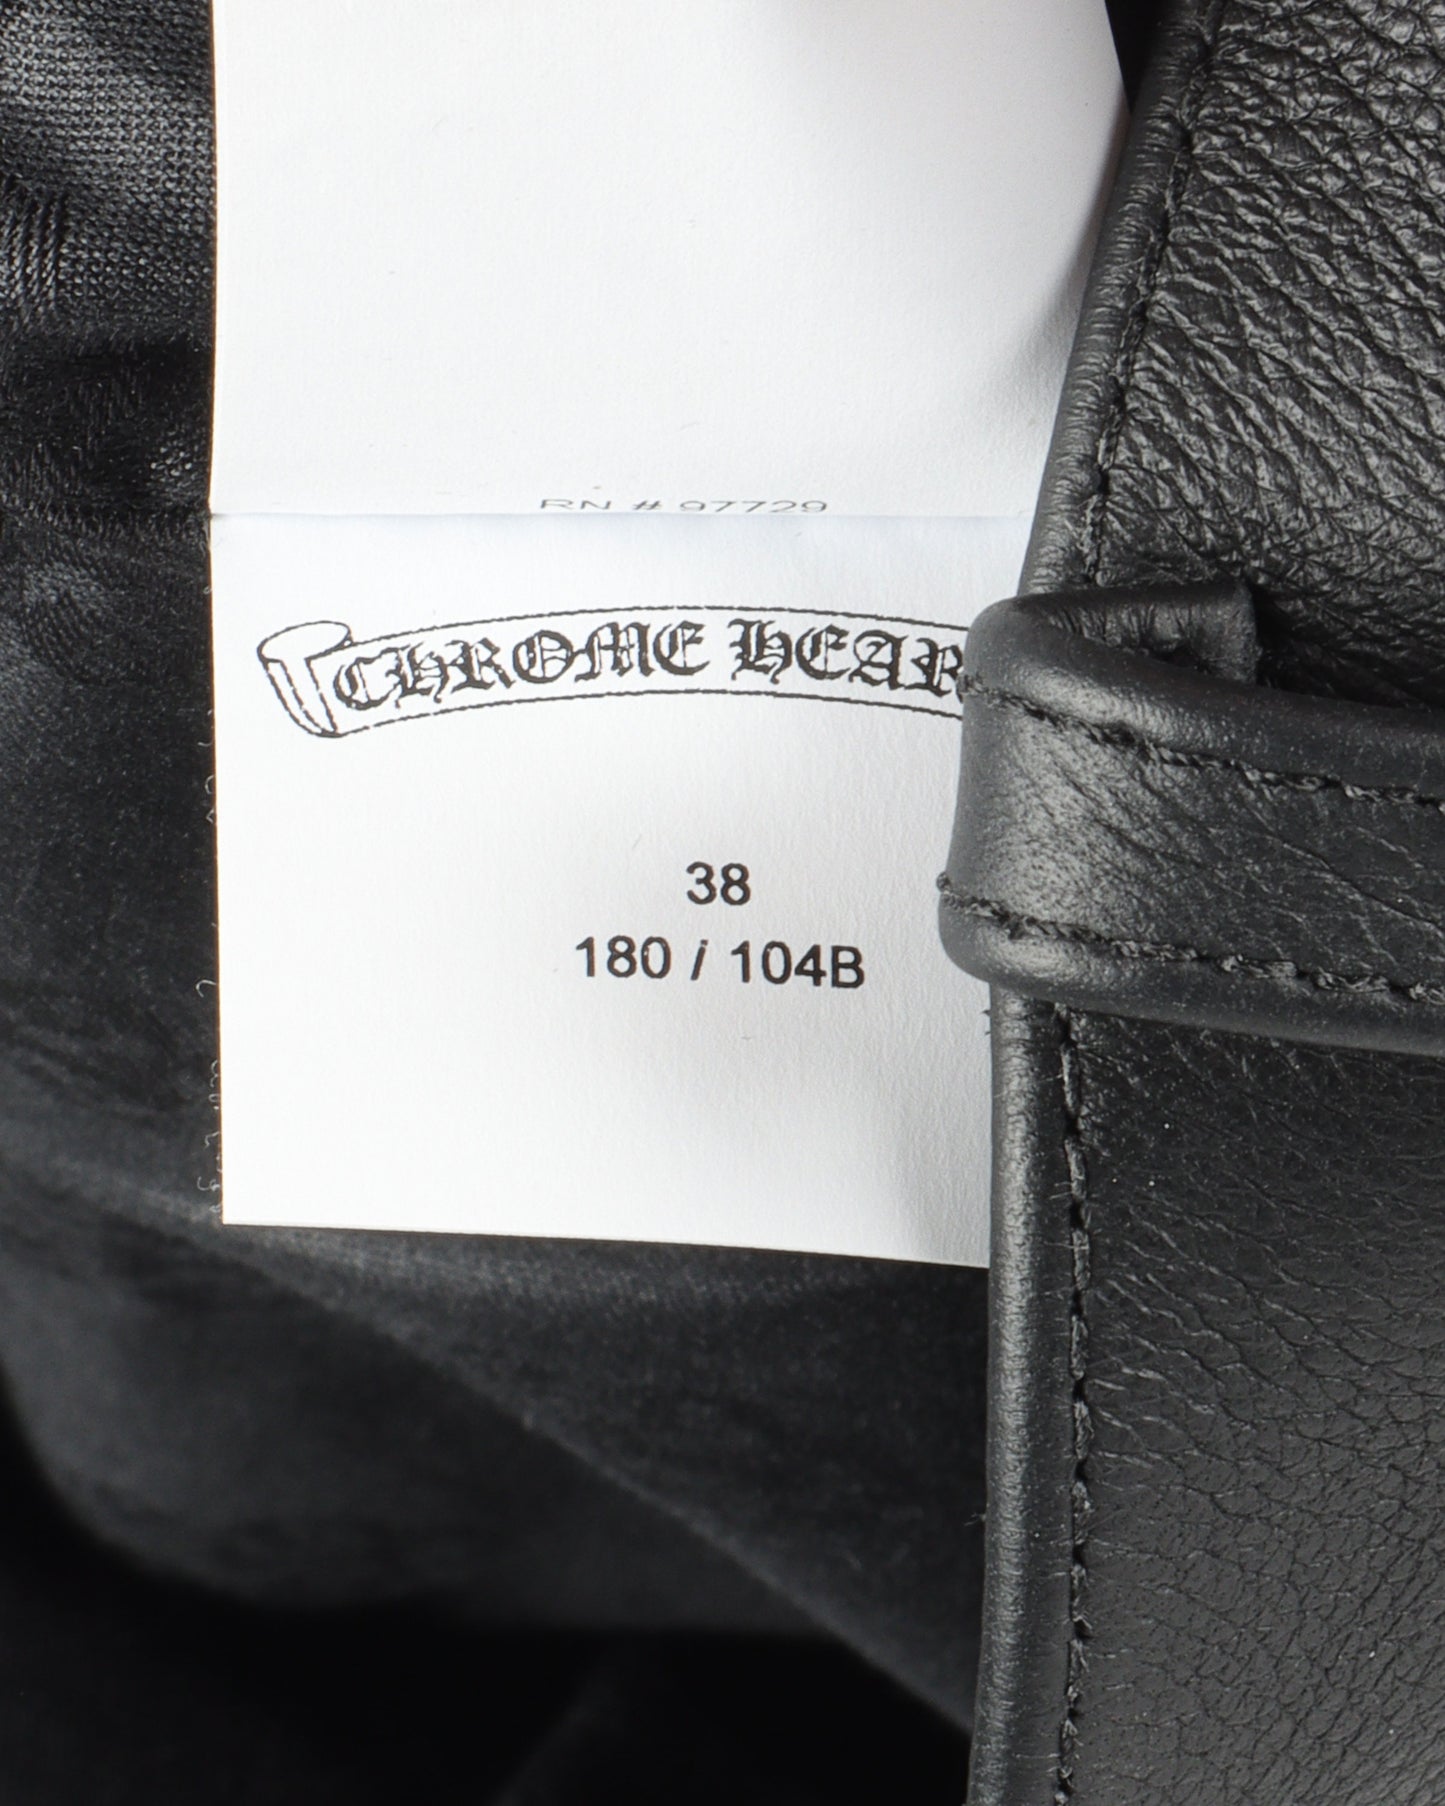 RN # 97729
CHROME HEAR
38
180 / 104B